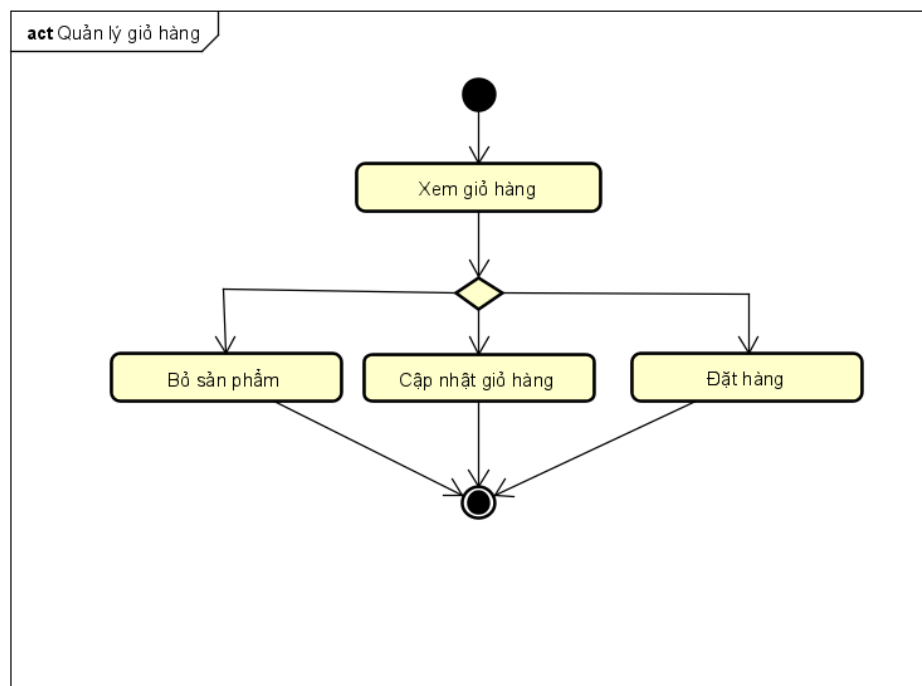 act Quản lý giỏ hàng
Xem giỏ hàng
Bỏ sản phẩm
Cập nhật giỏ hàng
Đặt hàng